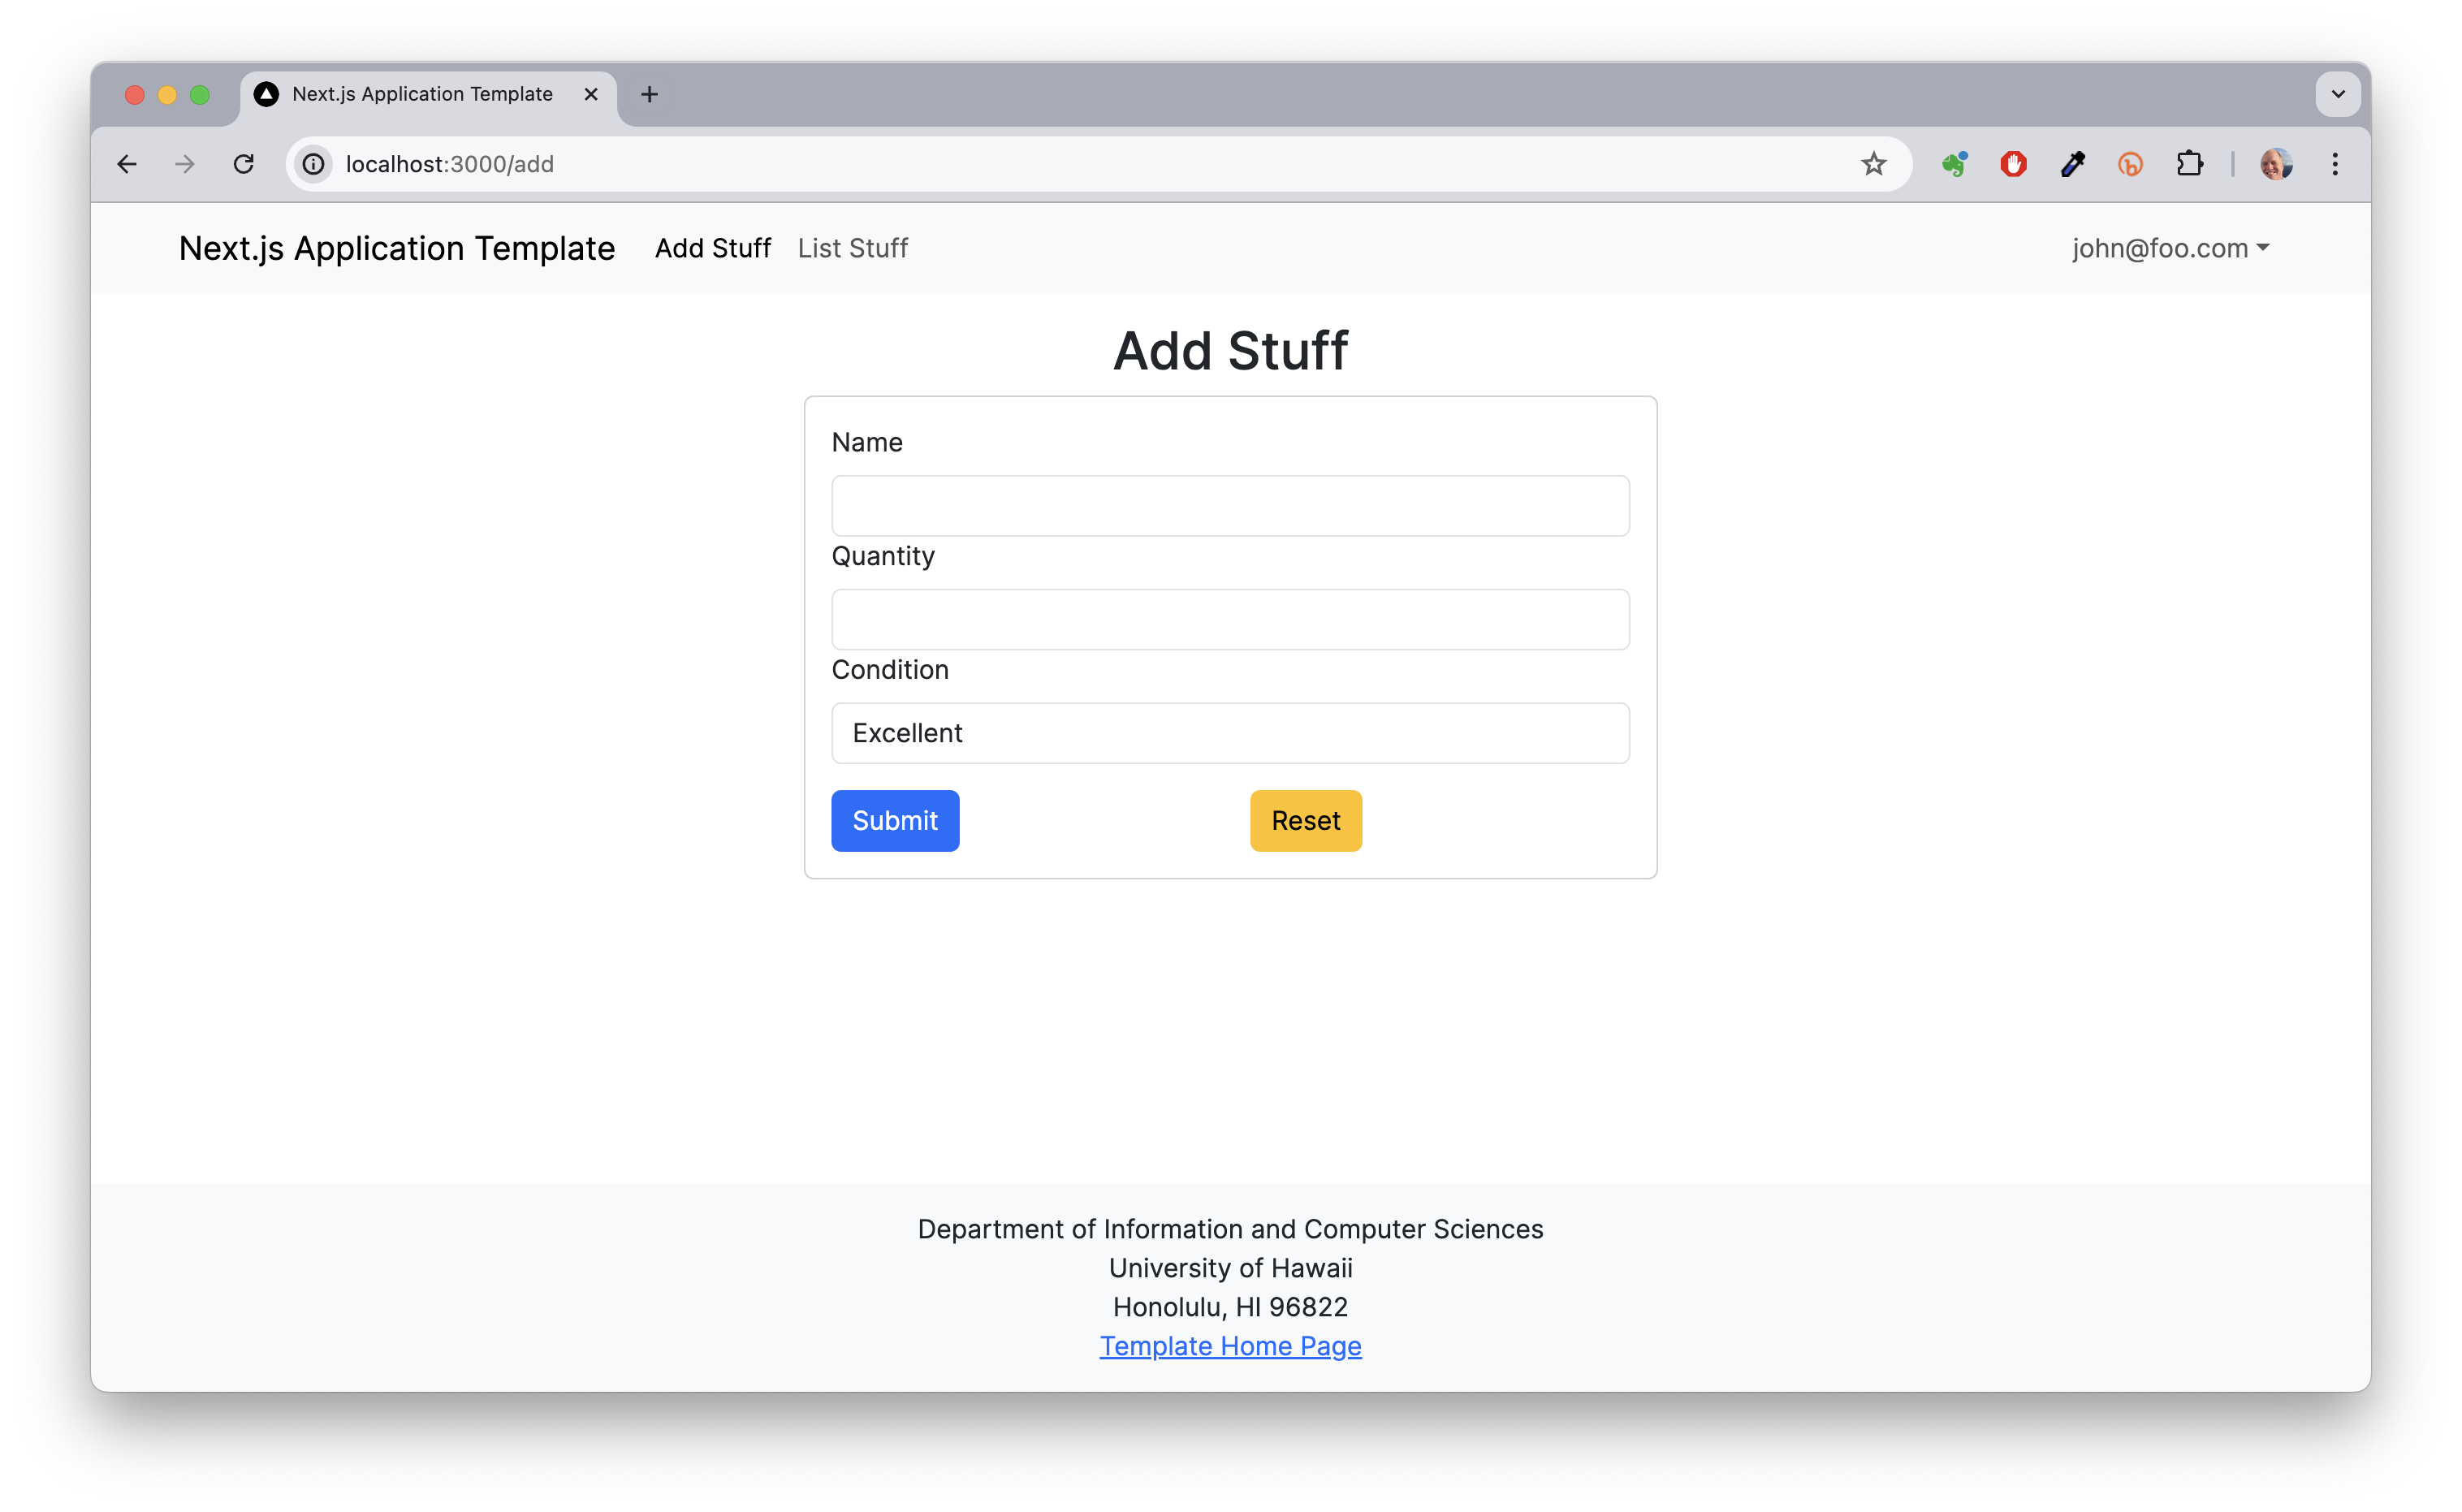 Next.js Application Template
localhost:3000/add
Next.js Application Template Add Stuff List Stuff john@foo.com
Add Stuff
Name
Quantity
Condition
Excellent
Submit Reset
Department of Information and Computer Sciences
University of Hawaii
Honolulu, HI 96822
Template Home Page